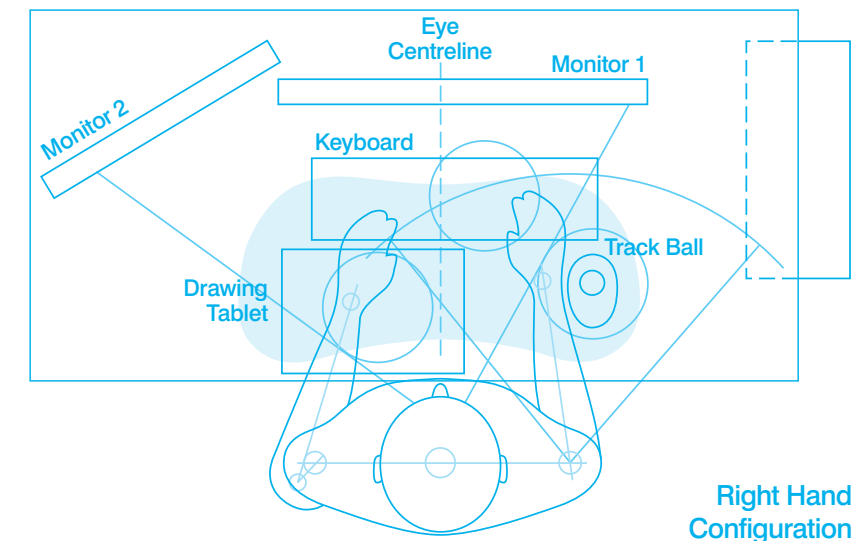 Eye
Centreline
Monitor 1
Monitor 2
Keyboard
Track Ball
Drawing
Tablet
Right Hand
Configuration